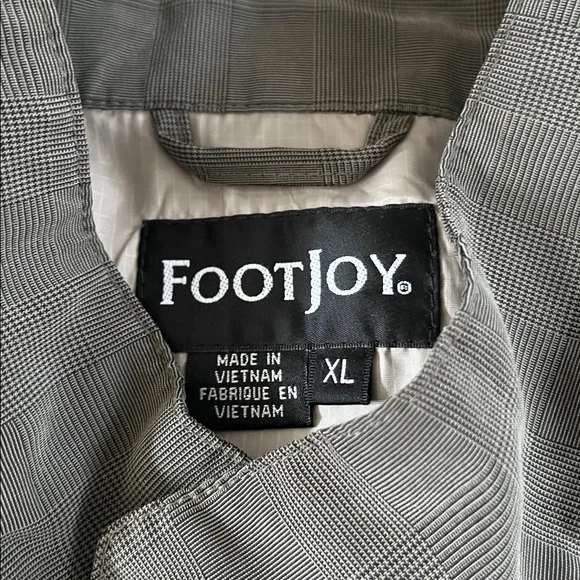 FOOTJOY®
MADE IN
VIETNAM
FABRIQUE EN
VIETNAM
XL